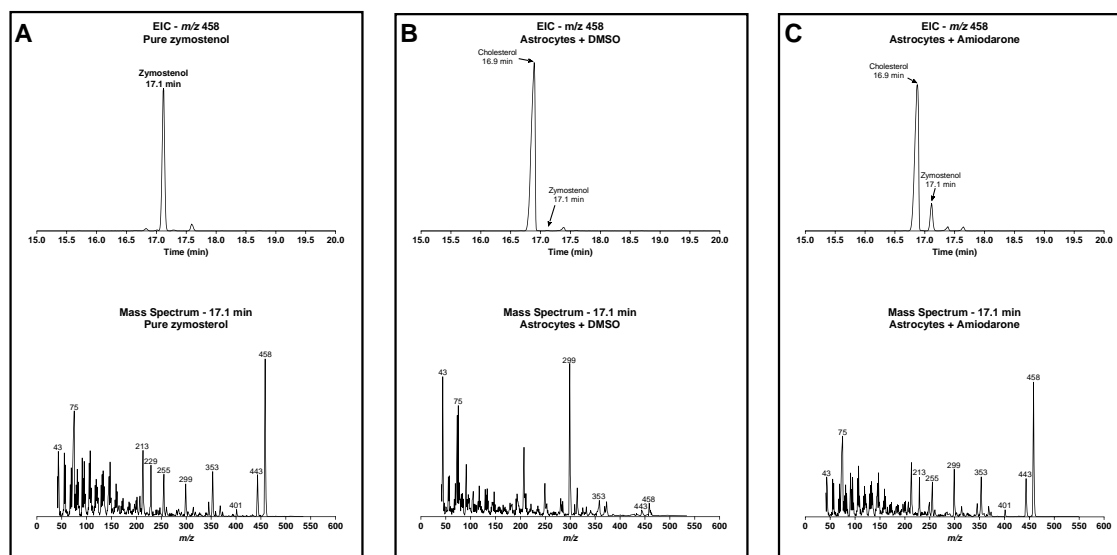 A
EIC - m/z 458
Pure zymostenol
Zymostenol
17.1 min
15.0 15.5 16.0 16.5 17.0 17.5 18.0 18.5 19.0 19.5 20.0
Time (min)
Mass Spectrum - 17.1 min
Pure zymosterol
458
75
43
213
229
255
299
353
443
401
0 50 100 150 200 250 300 350 400 450 500 550 600
m/z
B
EIC - m/z 458
Astrocytes + DMSO
Cholesterol
16.9 min
Zymostenol
17.1 min
15.0 15.5 16.0 16.5 17.0 17.5 18.0 18.5 19.0 19.5 20.0
Time (min)
Mass Spectrum - 17.1 min
Astrocytes + DMSO
299
43
75
353
443
458
0 50 100 150 200 250 300 350 400 450 500 550 600
m/z
C
EIC - m/z 458
Astrocytes + Amiodarone
Cholesterol
16.9 min
Zymostenol
17.1 min
15.0 15.5 16.0 16.5 17.0 17.5 18.0 18.5 19.0 19.5 20.0
Time (min)
Mass Spectrum - 17.1 min
Astrocytes + Amiodarone
458
75
43
213
229
255
299
353
443
401
0 50 100 150 200 250 300 350 400 450 500 550 600
m/z